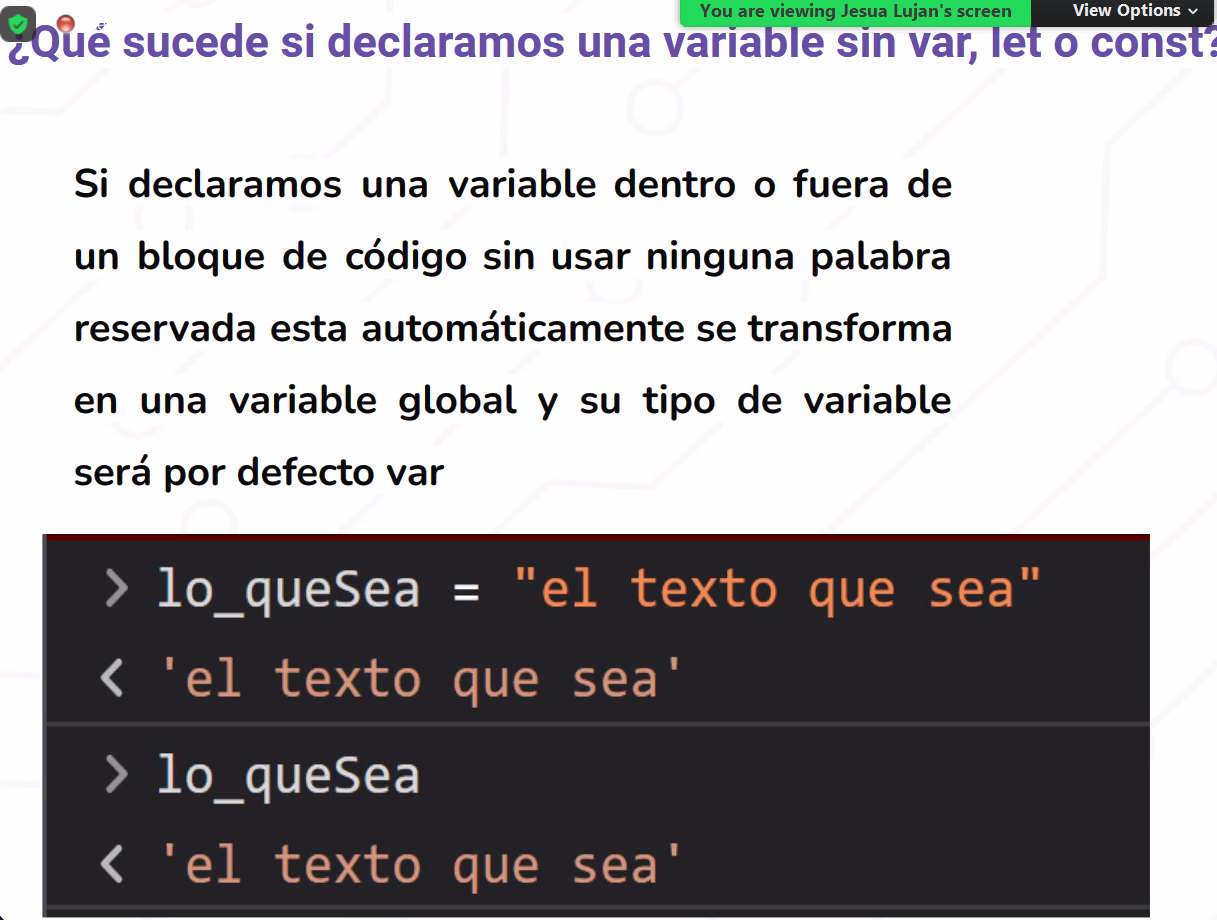 You are viewing Jesua Lujan's screen View Options
¿Qué sucede si declaramos una variable sin var, let o const?
Si declaramos una variable dentro o fuera de
un bloque de código sin usar ninguna palabra
reservada esta automáticamente se transforma
en una variable global y su tipo de variable
será por defecto var
> lo_queSea = "el texto que sea"
< 'el texto que sea'
> lo_queSea
< 'el texto que sea'